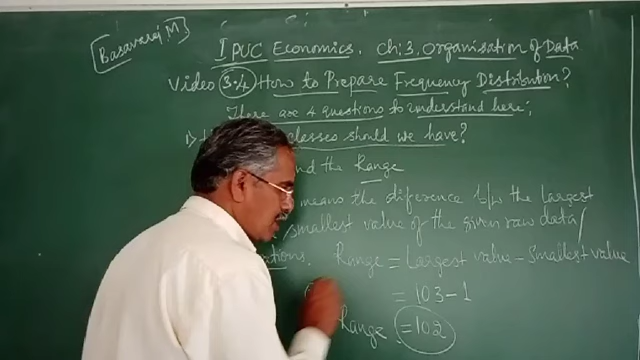 Basavaraj M
I PUC Economics. Ch:3. Organisation of Data
Video 3.4 How to Prepare Frequency Distribution?
There are 4 questions to understand here:
classes should we have?
the Range
means the difference b/w the largest
smallest value of the given raw data/
Range = Largest value - Smallest value
= 103 - 1
Range = 102